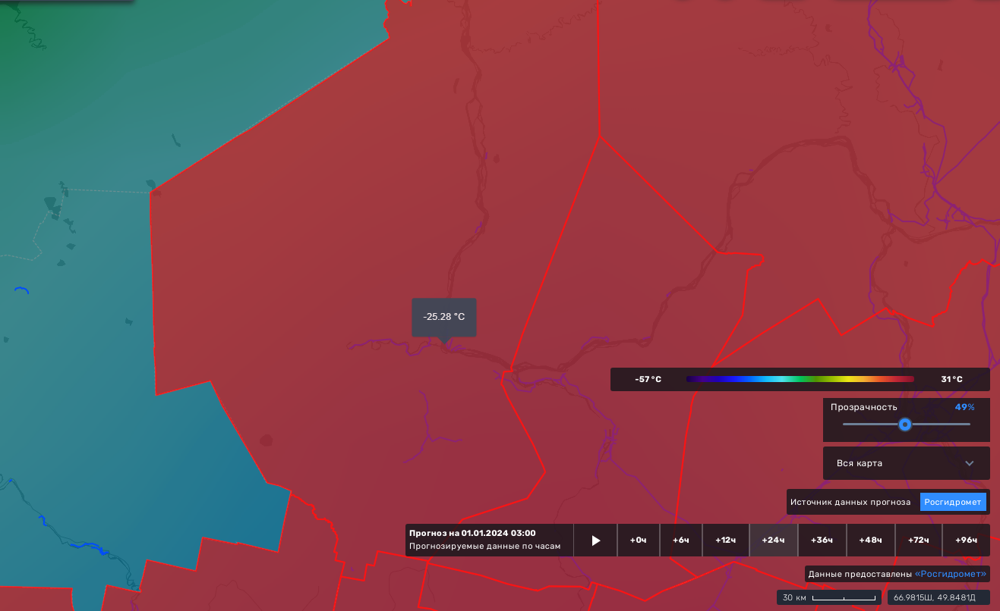 -25.28 °C
-57°C
31°C
Прозрачность 49%
Вся карта
Источник данных прогноза Росгидромет
Прогноз на 01.01.2024 03:00
Прогнозируемые данные по часам
+0ч +6ч +12ч +24ч +36ч +48ч +72ч +96ч
Данные предоставлены «Росгидромет»
30 км
66.9815Ш, 49.8481Д